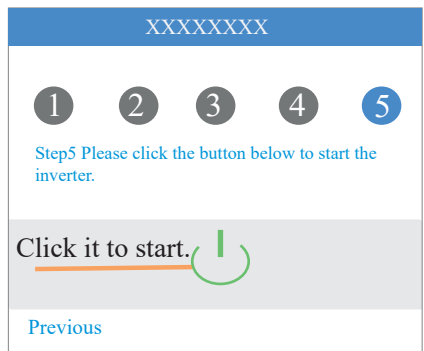 XXXXXXXX
1 2 3 4 5
Step5 Please click the button below to start the
inverter.
Click it to start.
Previous